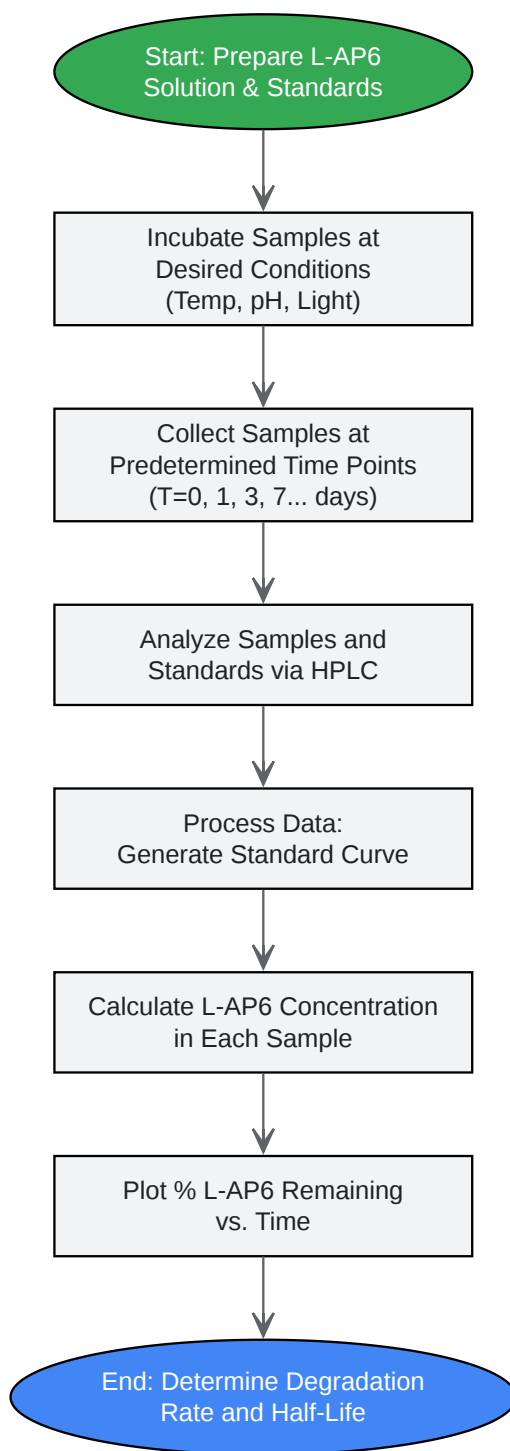 Start: Prepare L-AP6
Solution & Standards
Incubate Samples at
Desired Conditions
(Temp, pH, Light)
Collect Samples at
Predetermined Time Points
(T=0, 1, 3, 7... days)
Analyze Samples and
Standards via HPLC
Process Data:
Generate Standard Curve
Calculate L-AP6 Concentration
in Each Sample
Plot % L-AP6 Remaining
vs. Time
End: Determine Degradation
Rate and Half-Life